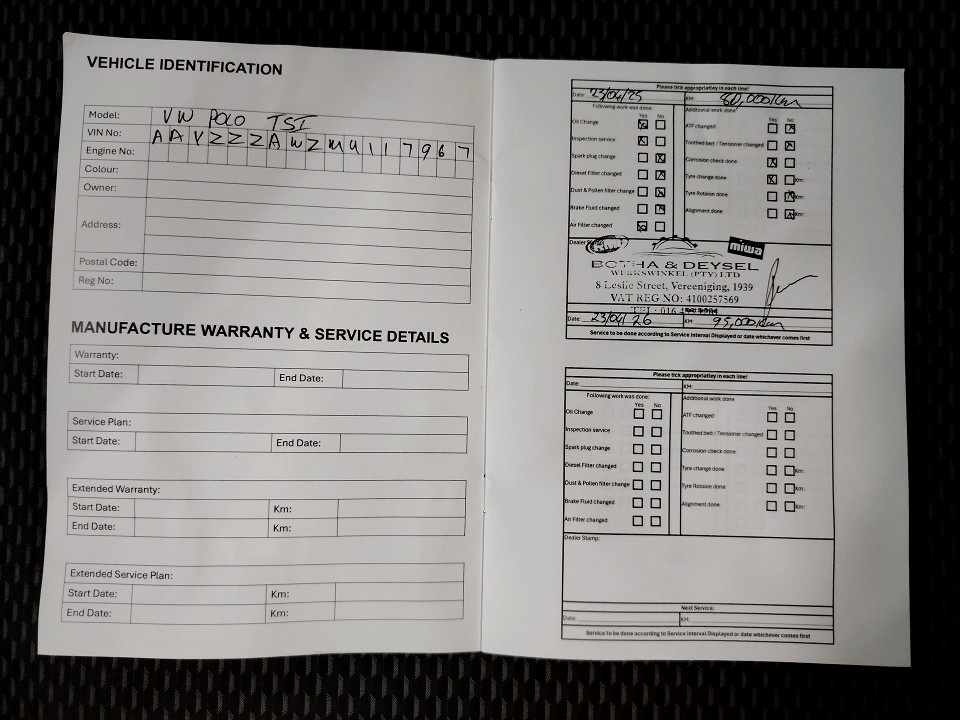 VEHICLE IDENTIFICATION
Model: VW POLO TSI
VIN No: AAVZZZAWZMU117967
Engine No:
Colour:
Owner:
Address:
Postal Code:
Reg No:
MANUFACTURE WARRANTY & SERVICE DETAILS
Warranty:
Start Date: End Date:
Service Plan:
Start Date: End Date:
Extended Warranty:
Start Date: Km:
End Date: Km:
Extended Service Plan:
Start Date: Km:
End Date: Km:
Please tick appropriatley in each line!
Date: 23/04/25 KM: 80,000Km
Following work was done: Additional work done
Yes No Yes No
Oil Change ATF changed
Inspection service Toothed belt / Tensioner changed
Spark plug change Corrosion check done
Diesel Filter changed Tyre change done Km:
Dust & Pollen filter change Tyre Rotaion done Km:
Brake Fluid changed Alignment done Km:
Air Filter changed
Dealer
miwa
BOTHA & DEYSEL
WERKSWINKEL (PTY) LTD
8 Leslie Street, Vereeniging, 1939
VAT REG NO: 4100257569
TEL: 016
Date: 23/04/26 KM: 95,000Km
Service to be done according to Service Interval Displayed or date whichever comes first
Please tick appropriatley in each line!
Date: KM:
Following work was done: Additional work done
Yes No Yes No
Oil Change ATF changed
Inspection service Toothed belt / Tensioner changed
Spark plug change Corrosion check done
Diesel Filter changed Tyre change done Km:
Dust & Pollen filter change Tyre Rotaion done Km:
Brake Fluid changed Alignment done Km:
Air Filter changed
Dealer Stamp:
Next Service:
Date: KM:
Service to be done according to Service Interval Displayed or date whichever comes first